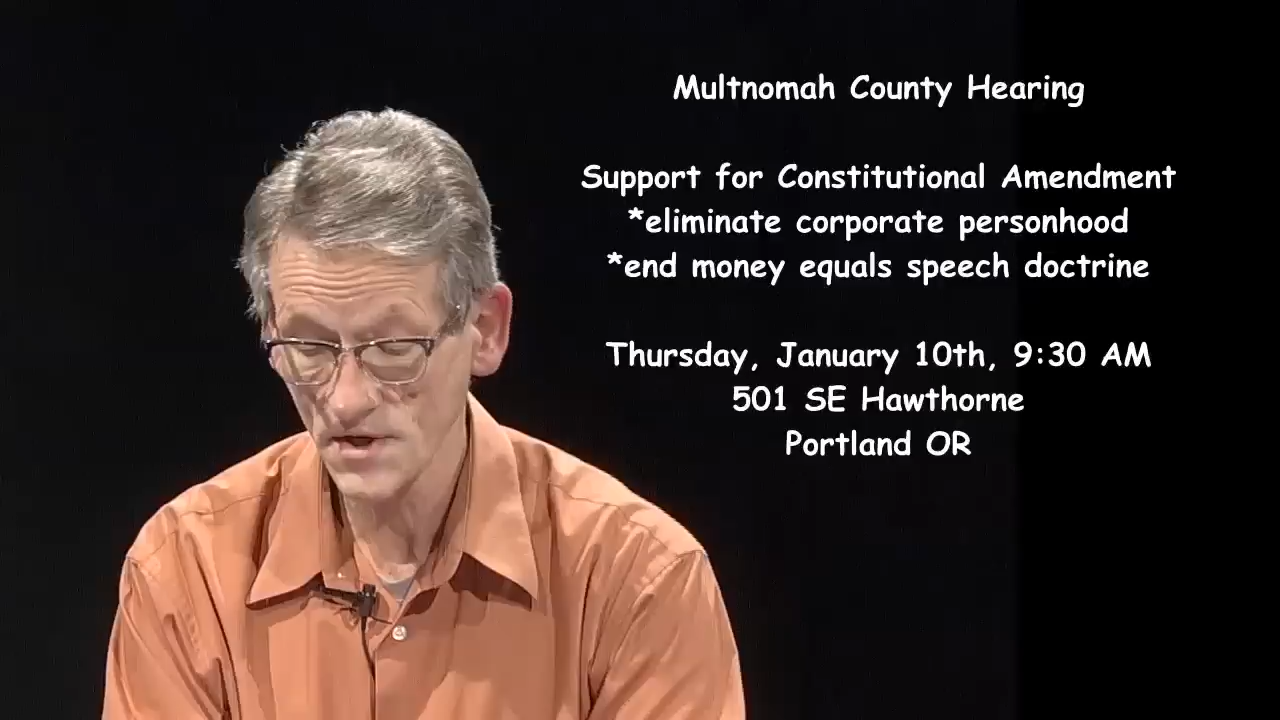 Multnomah County Hearing
Support for Constitutional Amendment
*eliminate corporate personhood
*end money equals speech doctrine
Thursday, January 10th, 9:30 AM
501 SE Hawthorne
Portland OR